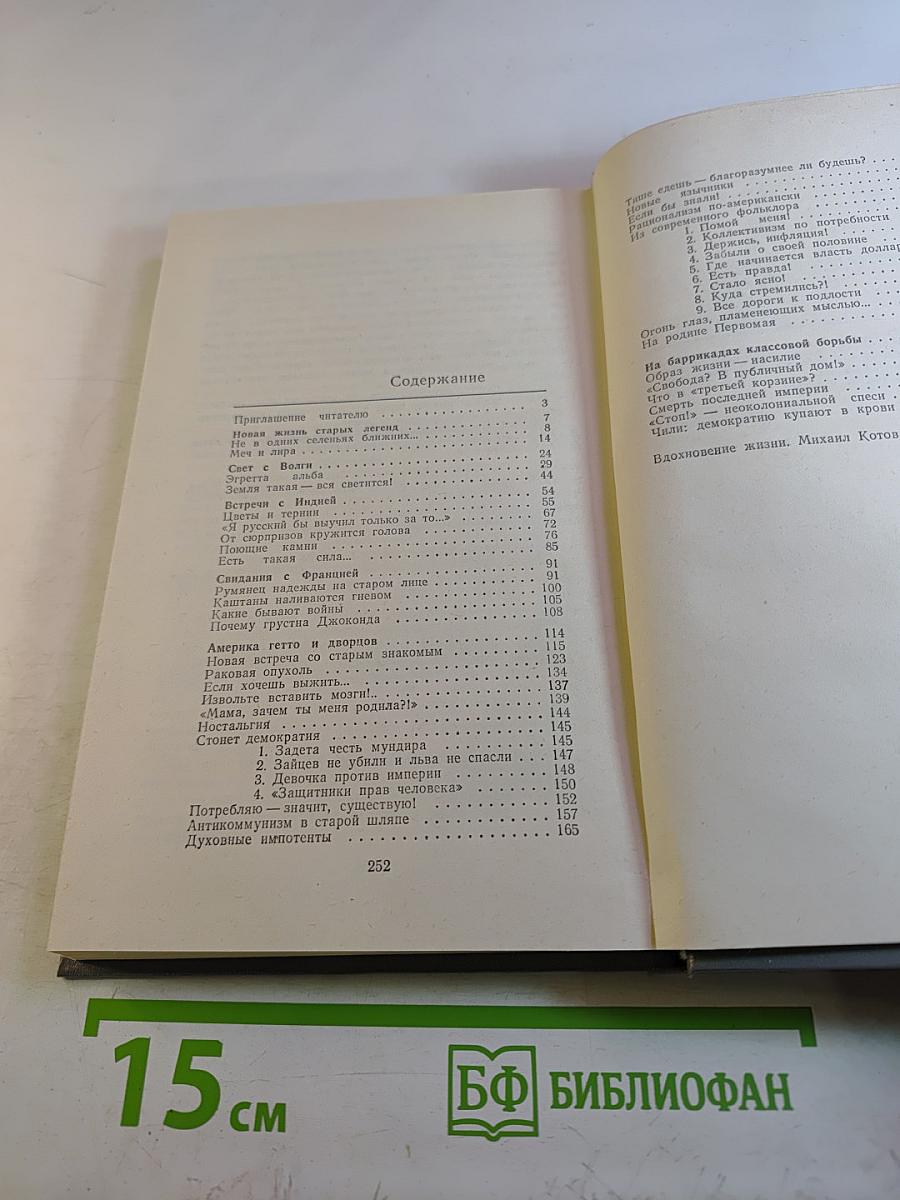 Содержание
Приглашение читателю . . . . . . . . . . . . . . 3
Новая жизнь старых легенд . . . . . . . . . . . . 7
Не в одних селеньях ближних... . . . . . . . . . . 8
Меч и лира . . . . . . . . . . . . . . . . . . 14
Свет с Волги . . . . . . . . . . . . . . . . . 24
Эгретта альба . . . . . . . . . . . . . . . . 29
Земля такая — вся светится! . . . . . . . . . . . 44
Встречи с Индией . . . . . . . . . . . . . . . 54
Цветы и тернии . . . . . . . . . . . . . . . . 55
«Я русский бы выучил только за то...» . . . . . . . . 67
От сюрпризов кружится голова . . . . . . . . . . 72
Поющие камни . . . . . . . . . . . . . . . . 76
Есть такая сила... . . . . . . . . . . . . . . . 85
Свидания с Францией . . . . . . . . . . . . . . 91
Румянец надежды на старом лице . . . . . . . . . 91
Каштаны наливаются гневом . . . . . . . . . . . 100
Какие бывают войны . . . . . . . . . . . . . . 105
Почему грустна Джоконда . . . . . . . . . . . . 108
Америка гетто и дворцов . . . . . . . . . . . . . 114
Новая встреча со старым знакомым . . . . . . . . . 115
Раковая опухоль . . . . . . . . . . . . . . . . 123
Если хочешь выжить... . . . . . . . . . . . . . . 134
Извольте вставить мозги!.. . . . . . . . . . . . . 137
«Мама, зачем ты меня родила?!» . . . . . . . . . . 139
Ностальгия . . . . . . . . . . . . . . . . . . 144
Стонет демократия . . . . . . . . . . . . . . . 145
1. Задета честь мундира . . . . . . . . . . 145
2. Зайцев не убили и льва не спасли . . . 147
3. Девочка против империи . . . . . . . . . 148
4. «Защитники прав человека» . . . . . . . 150
Потребляю — значит, существую! . . . . . . . . . . 152
Антикоммунизм в старой шляпе . . . . . . . . . . . 157
Духовные импотенты . . . . . . . . . . . . . . . 165
252
Тише едешь — благоразумнее ли будешь? . . .
Новые язычники . . . . . . . . . . .
Если бы знали! . . . . . . . . . . .
Рационализм по-американски . . . . . . .
Из современного фольклора . . . . . . .
1. Помой меня! . . . . . . . .
2. Коллективизм по потребности
3. Держись, инфляция! . . . . .
4. Забыли о своей половине . . .
5. Где начинается власть доллар
6. Есть правда! . . . . . . . .
7. Стало ясно! . . . . . . . .
8. Куда стремились?! . . . . . .
9. Все дороги к подлости . . . .
Огонь глаз, пламенеющих мыслью... . . .
На родине Первомая . . . . . . . . .
На баррикадах классовой борьбы . . . .
Образ жизни — насилие . . . . . . . .
«Свобода? В публичный дом!» . . . . . .
Что в «третьей корзине»? . . . . . . .
Смерть последней империи . . . . . . .
«Стоп!» — неоколониальной спеси . . . .
Чили: демократию купают в крови
Вдохновение жизни. Михаил Котов
15 см
БФ БИБЛИОФАН